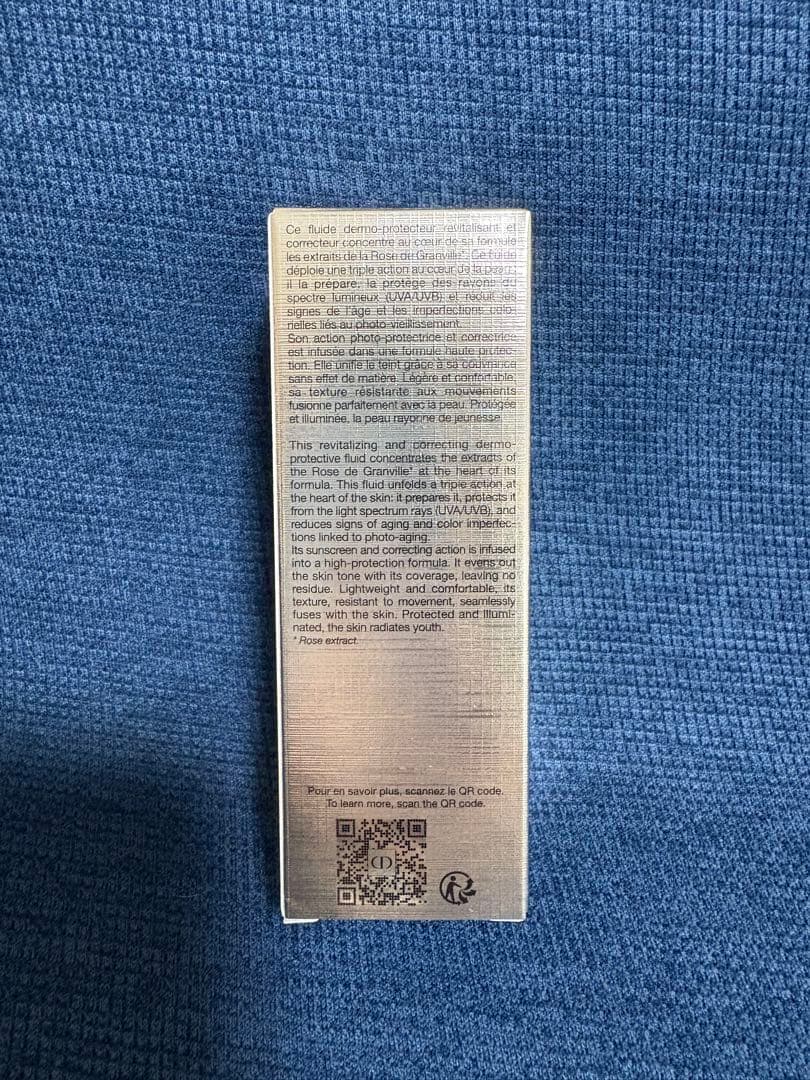 Ce fluide dermo-protecteur revitalisant et
correcteur concentre au cœur de sa formule
les extraits de la Rose de Granville*. Ce fluide
déploie une triple action au cœur de la peau :
il la prépare, la protège des rayons du
spectre lumineux (UVA/UVB) et réduit les
signes de l'âge et les imperfections colo-
rielles liés au photo-vieillissement.
Son action photo-protectrice et correctrice
est infusée dans une formule haute protec-
tion. Elle unifie le teint grâce à sa couvrance
sans effet de matière. Légère et confortable,
sa texture résistante aux mouvements
fusionne parfaitement avec la peau. Protégée
et illuminée, la peau rayonne de jeunesse.
This revitalizing and correcting dermo-
protective fluid concentrates the extracts of
the Rose de Granville* at the heart of its
formula. This fluid unfolds a triple action at
the heart of the skin: it prepares it, protects it
from the light spectrum rays (UVA/UVB), and
reduces signs of aging and color imperfec-
tions linked to photo-aging.
Its sunscreen and correcting action is infused
into a high-protection formula. It evens out
the skin tone with its coverage, leaving no
residue. Lightweight and comfortable, its
texture, resistant to movement, seamlessly
fuses with the skin. Protected and illumi-
nated, the skin radiates youth.
* Rose extract.
Pour en savoir plus, scannez le QR code.
To learn more, scan the QR code.
CD